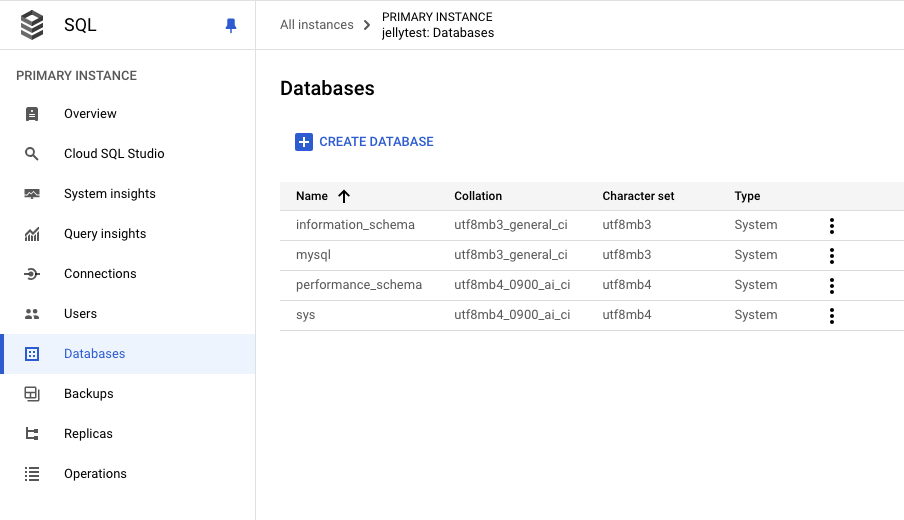 SQL
PRIMARY INSTANCE
Overview
Cloud SQL Studio
System insights
Query insights
Connections
Users
Databases
Backups
Replicas
Operations
All instances
PRIMARY INSTANCE
jellytest: Databases
Databases
CREATE DATABASE
Name Collation Character set Type
information_schema utf8mb3_general_ci utf8mb3 System
mysql utf8mb3_general_ci utf8mb3 System
performance_schema utf8mb4_0900_ai_ci utf8mb4 System
sys utf8mb4_0900_ai_ci utf8mb4 System